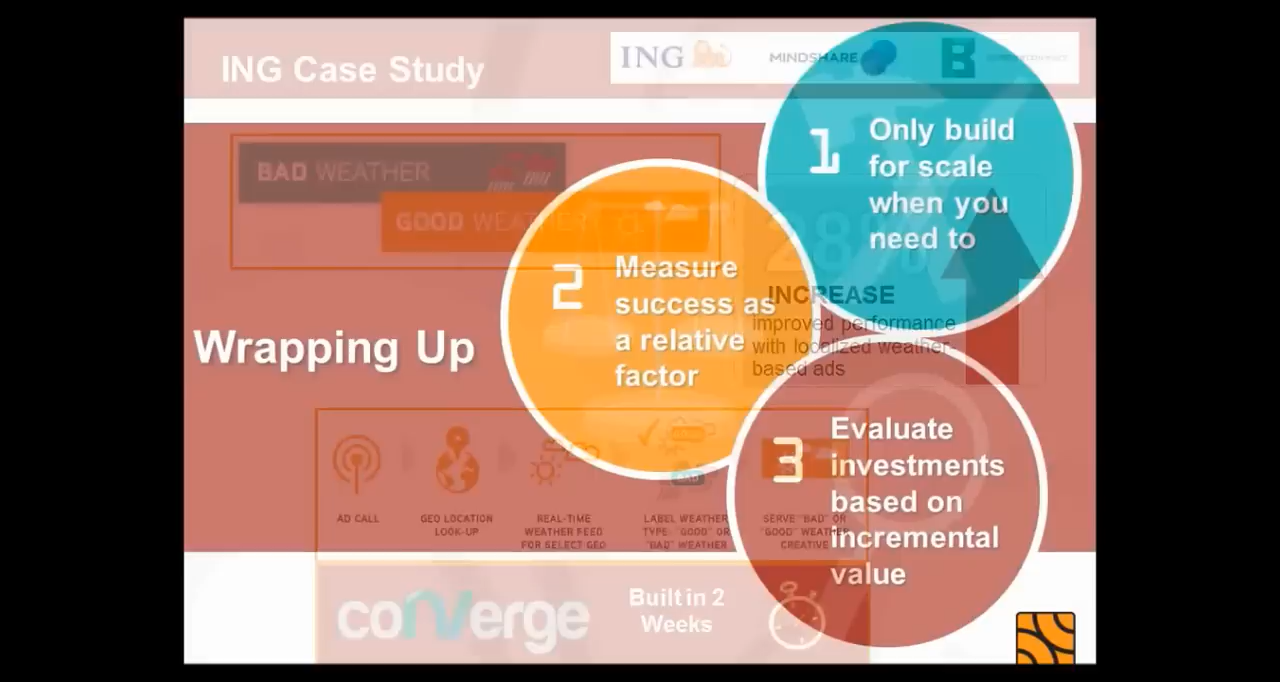 ING Case Study
ING
MINDSHARE
B
BAD WEATHER
GOOD WEATHER
1
Only build
for scale
when you
need to
28%
INCREASE
improved performance
with localized weather-
based ads
2
Measure
success as
a relative
factor
Wrapping Up
3
Evaluate
investments
based on
incremental
value
AD CALL
GEO LOCATION
LOOK-UP
REAL-TIME
WEATHER FEED
FOR SELECT GEO
LABEL WEATHER
TYPE: "GOOD" OR
"BAD" WEATHER
SERVE "BAD" OR
"GOOD" WEATHER
CREATIVE
coNverge
Built in 2
Weeks